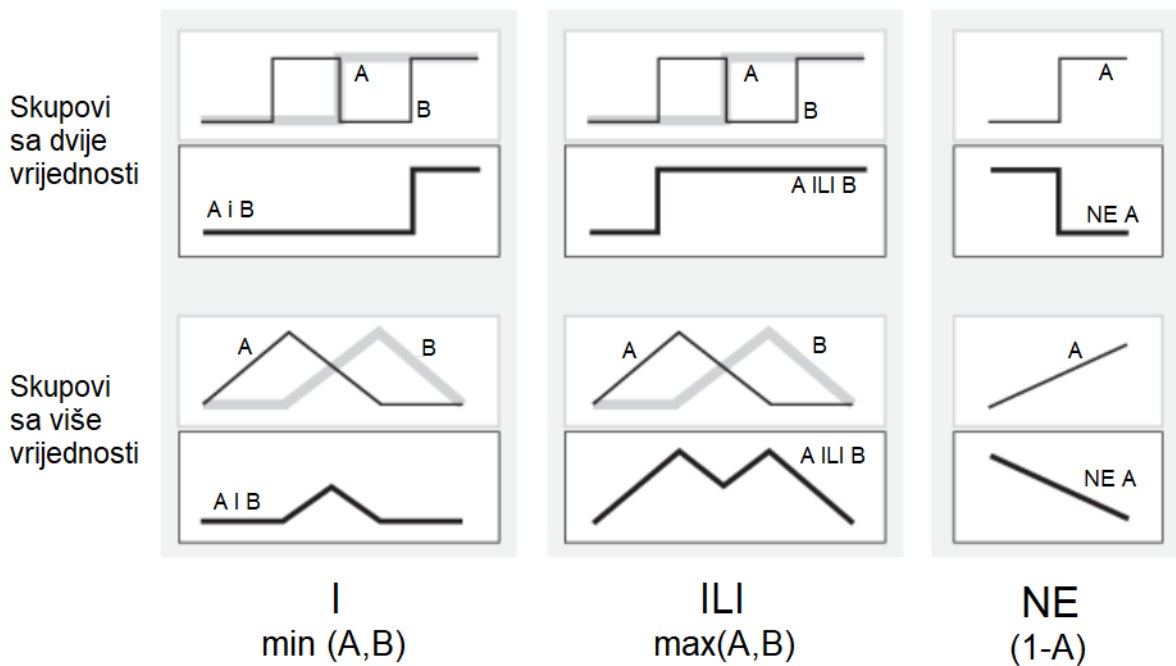 Skupovi
sa dvije
vrijednosti
A
B
A i B
A
B
A ILI B
A
NE A
Skupovi
sa više
vrijednosti
A
B
A I B
A
B
A ILI B
A
NE A
I
min (A,B)
ILI
max(A,B)
NE
(1-A)